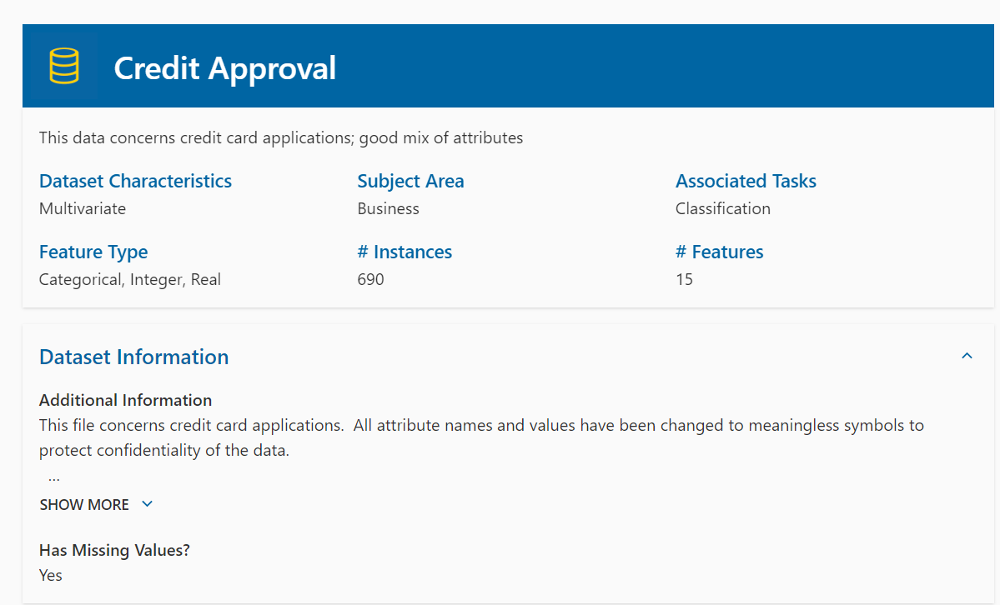 Credit Approval
This data concerns credit card applications; good mix of attributes
Dataset Characteristics
Multivariate
Subject Area
Business
Associated Tasks
Classification
Feature Type
Categorical, Integer, Real
# Instances
690
# Features
15
Dataset Information
Additional Information
This file concerns credit card applications.  All attribute names and values have been changed to meaningless symbols to
protect confidentiality of the data.
...
SHOW MORE
Has Missing Values?
Yes